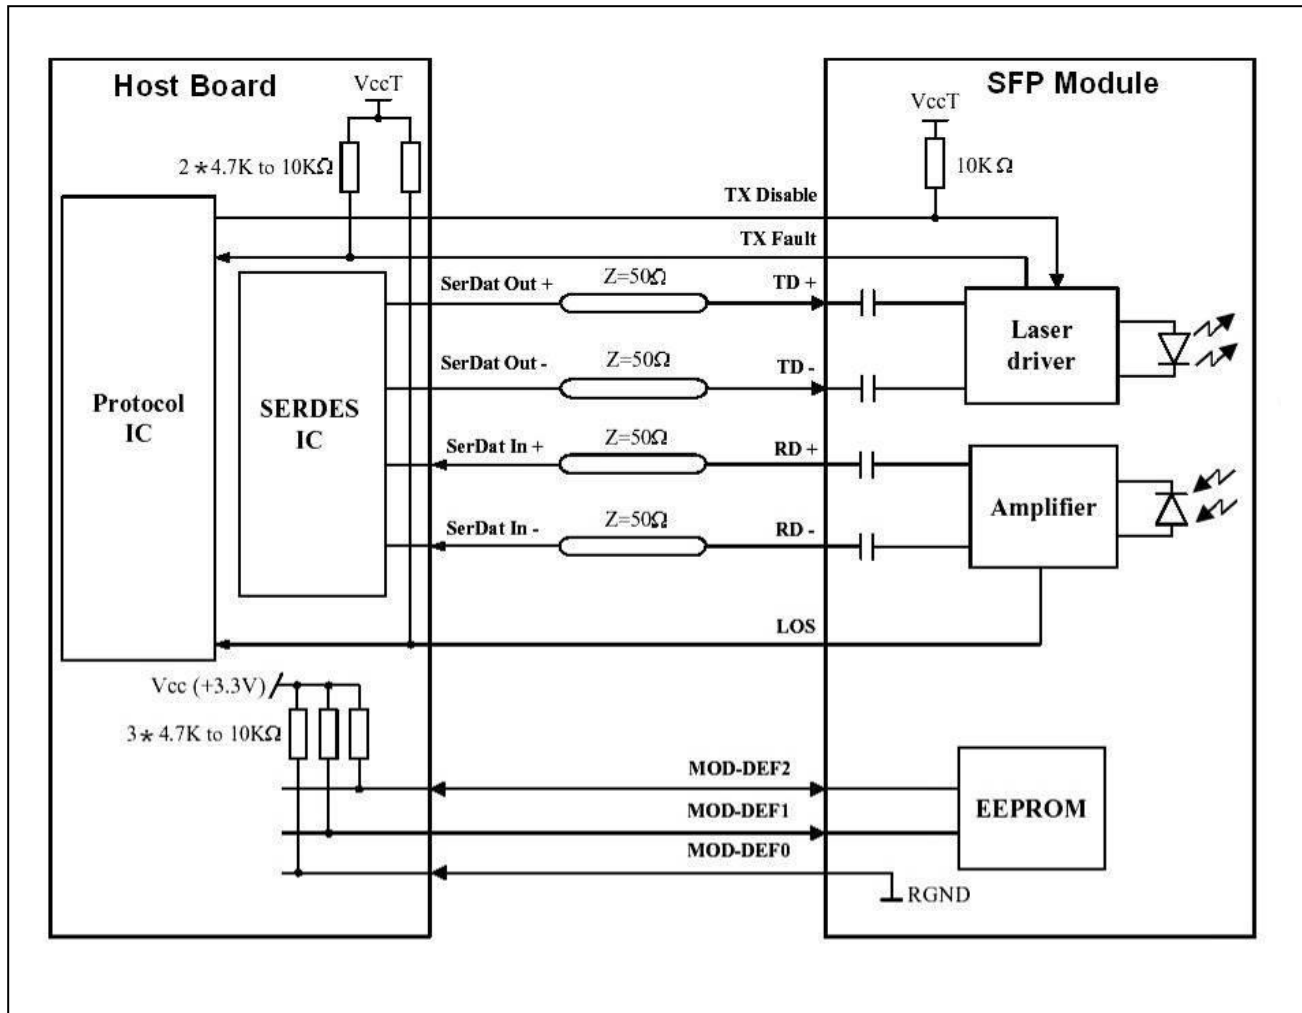 Host Board
VccT
2*4.7K to 10KΩ
SFP Module
VccT
10KΩ
TX Disable
TX Fault
SerDat Out +
Z=50Ω
TD +
SerDat Out -
Z=50Ω
TD -
Laser
driver
Protocol
IC
SERDES
IC
SerDat In +
Z=50Ω
RD +
SerDat In -
Z=50Ω
RD -
Amplifier
LOS
Vcc (+3.3V)
3* 4.7K to 10KΩ
MOD-DEF2
MOD-DEF1
MOD-DEF0
EEPROM
RGND